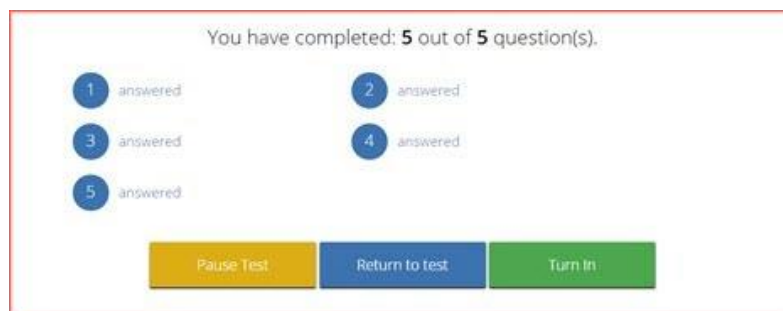 You have completed: 5 out of 5 question(s).
1 answered 2 answered
3 answered 4 answered
5 answered
Pause Test Return to test Turn In